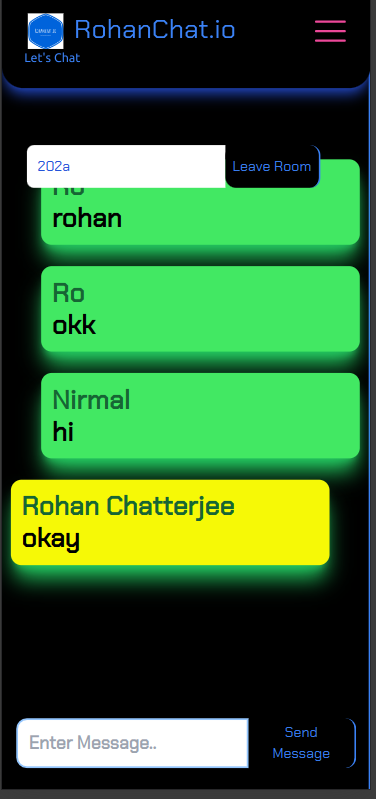 RohanChat.io
Let's Chat
202a
Leave Room
Ro
rohan
Ro
okk
Nirmal
hi
Rohan Chatterjee
okay
Enter Message..
Send
Message